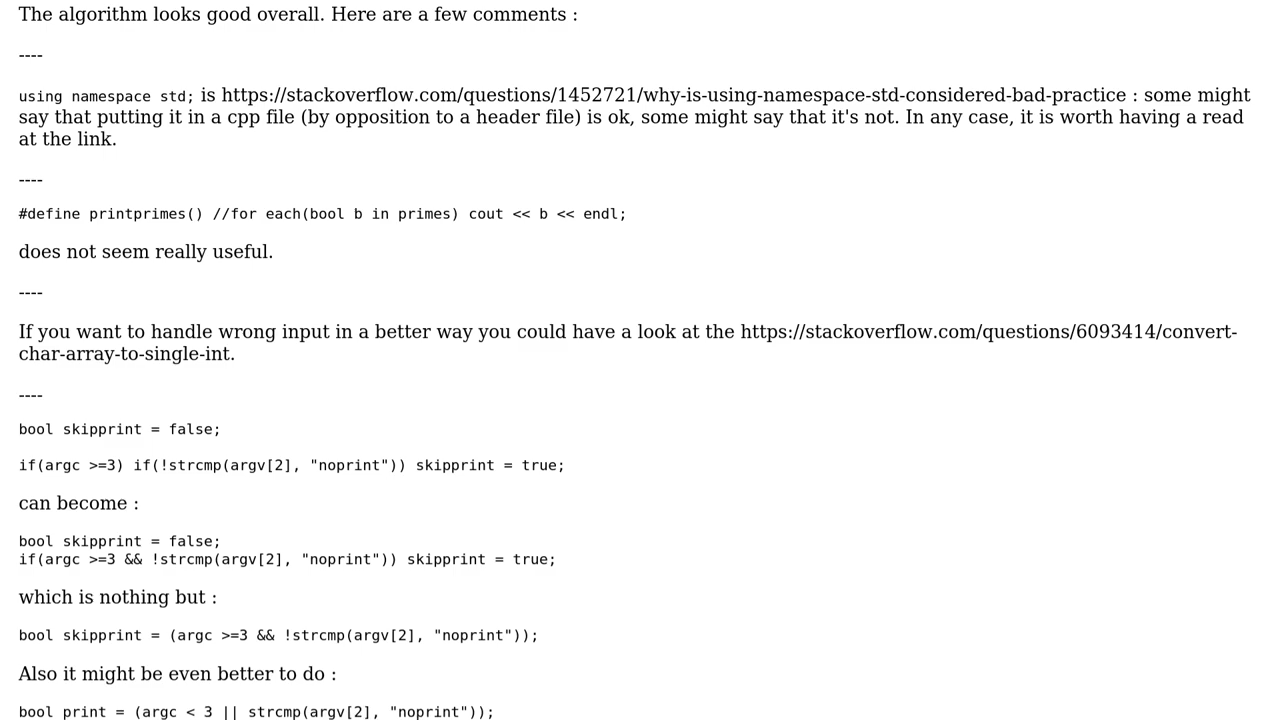 The algorithm looks good overall. Here are a few comments :
----
using namespace std; is https://stackoverflow.com/questions/1452721/why-is-using-namespace-std-considered-bad-practice : some might
say that putting it in a cpp file (by opposition to a header file) is ok, some might say that it's not. In any case, it is worth having a read
at the link.
----
#define printprimes() //for each(bool b in primes) cout << b << endl;
does not seem really useful.
----
If you want to handle wrong input in a better way you could have a look at the https://stackoverflow.com/questions/6093414/convert-
char-array-to-single-int.
----
bool skipprint = false;
if(argc >=3) if(!strcmp(argv[2], "noprint")) skipprint = true;
can become :
bool skipprint = false;
if(argc >=3 && !strcmp(argv[2], "noprint")) skipprint = true;
which is nothing but :
bool skipprint = (argc >=3 && !strcmp(argv[2], "noprint"));
Also it might be even better to do :
bool print = (argc < 3 || strcmp(argv[2], "noprint"));